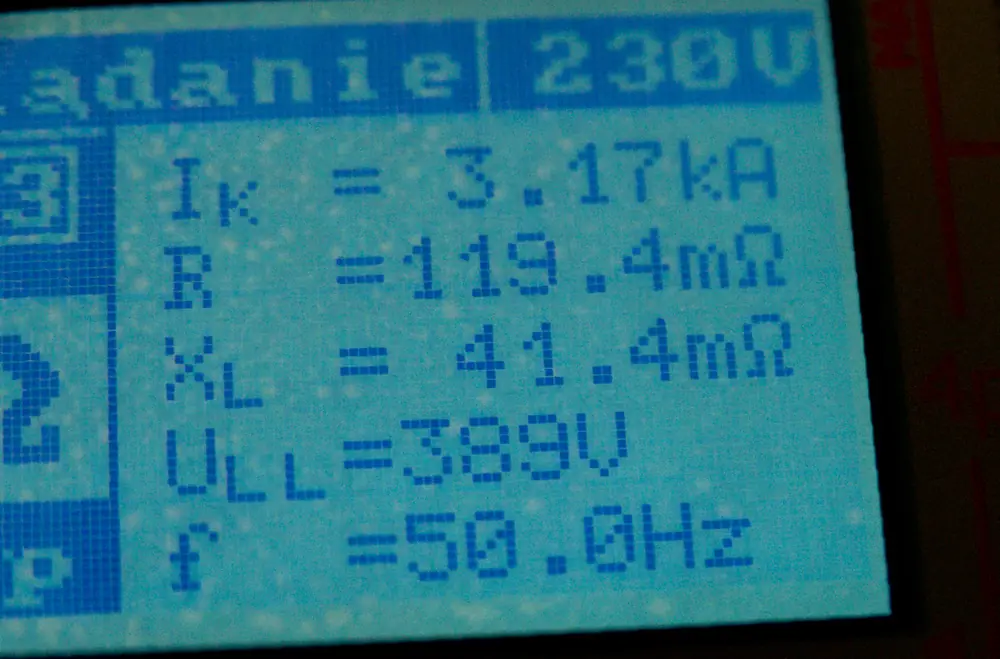 adanie 230V
IK = 3.17kA
R =119.4mΩ
XL = 41.4mΩ
ULL =389V
f =50.0Hz